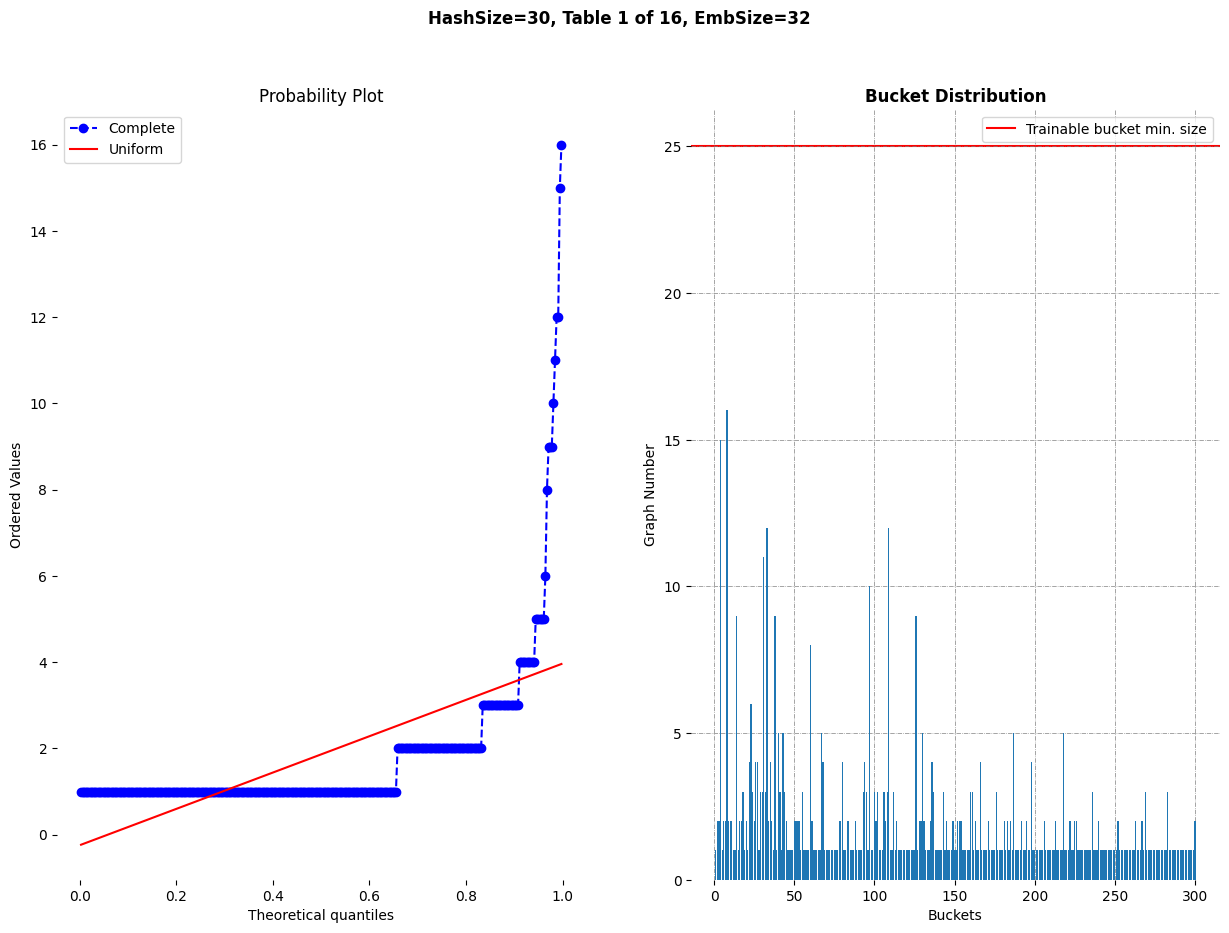 HashSize=30, Table 1 of 16, EmbSize=32
Probability Plot
Complete
Uniform
16
14
12
10
8
6
4
2
0
Ordered Values
0.0 0.2 0.4 0.6 0.8 1.0
Theoretical quantiles
Bucket Distribution
Trainable bucket min. size
25
20
15
10
5
0
Graph Number
0 50 100 150 200 250 300
Buckets